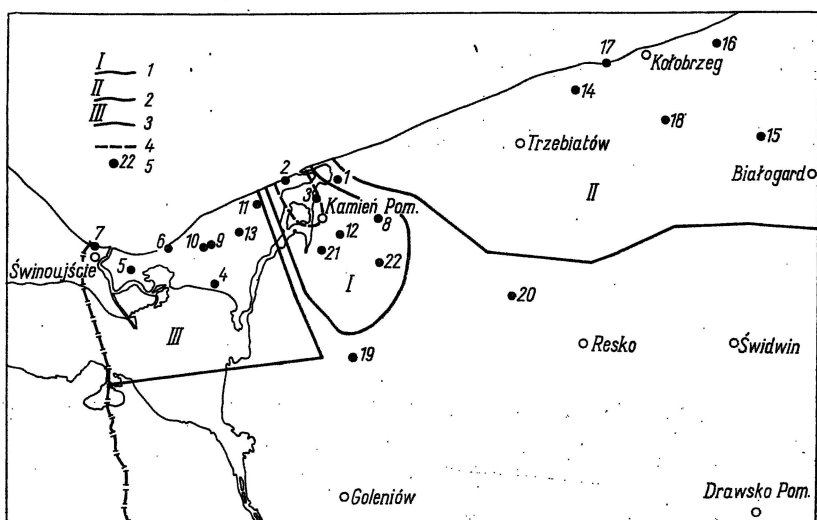 I 1
II 2
III 3
4
22 5
16
17
Kołobrzeg
14
18
15
Trzebiatów
Białogard
II
2
1
3
Kamień Pom.
8
11
12
13
21
22
I
7
6
10
9
Świnoujście
5
4
III
20
19
Resko
Świdwin
Goleniów
Drawsko Pom.